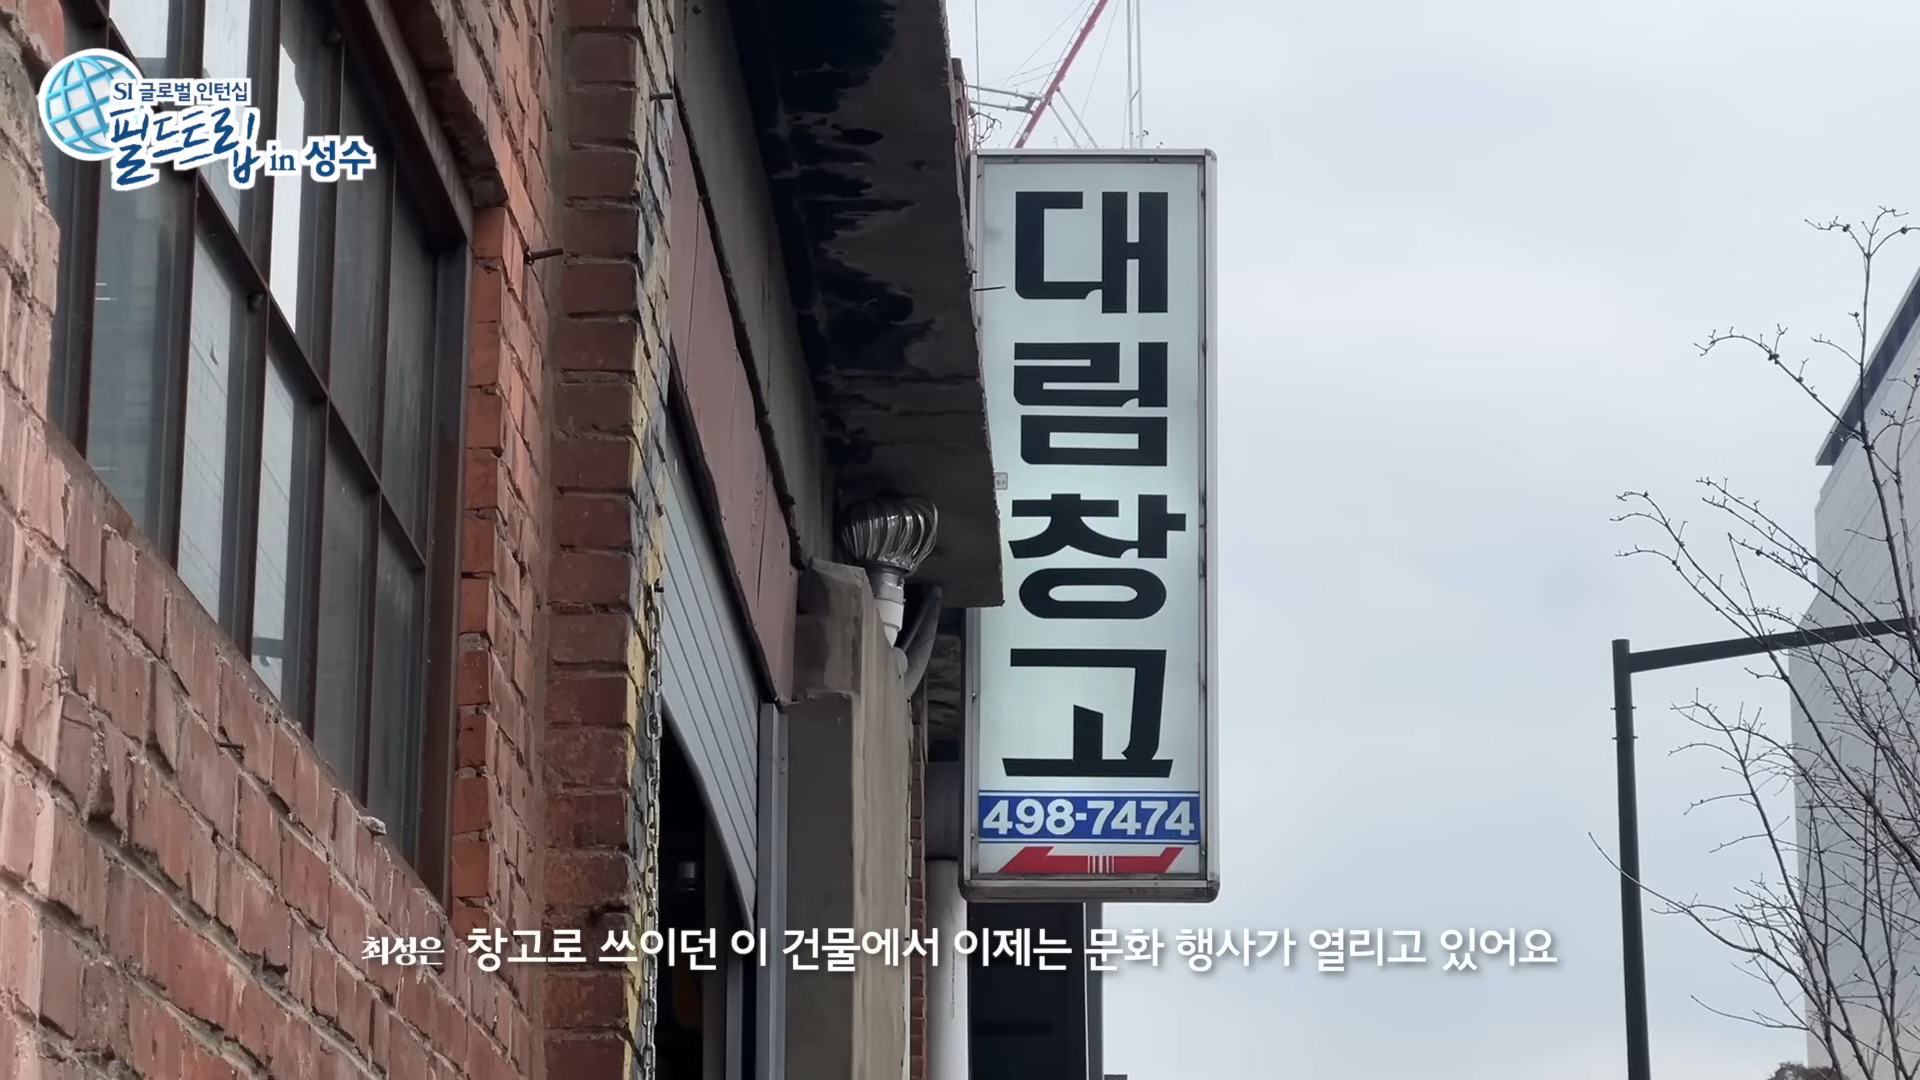 SI 글로벌 인턴십
필드트립 in 성수
대림창고
498-7474
최성은 창고로 쓰이던 이 건물에서 이제는 문화 행사가 열리고 있어요